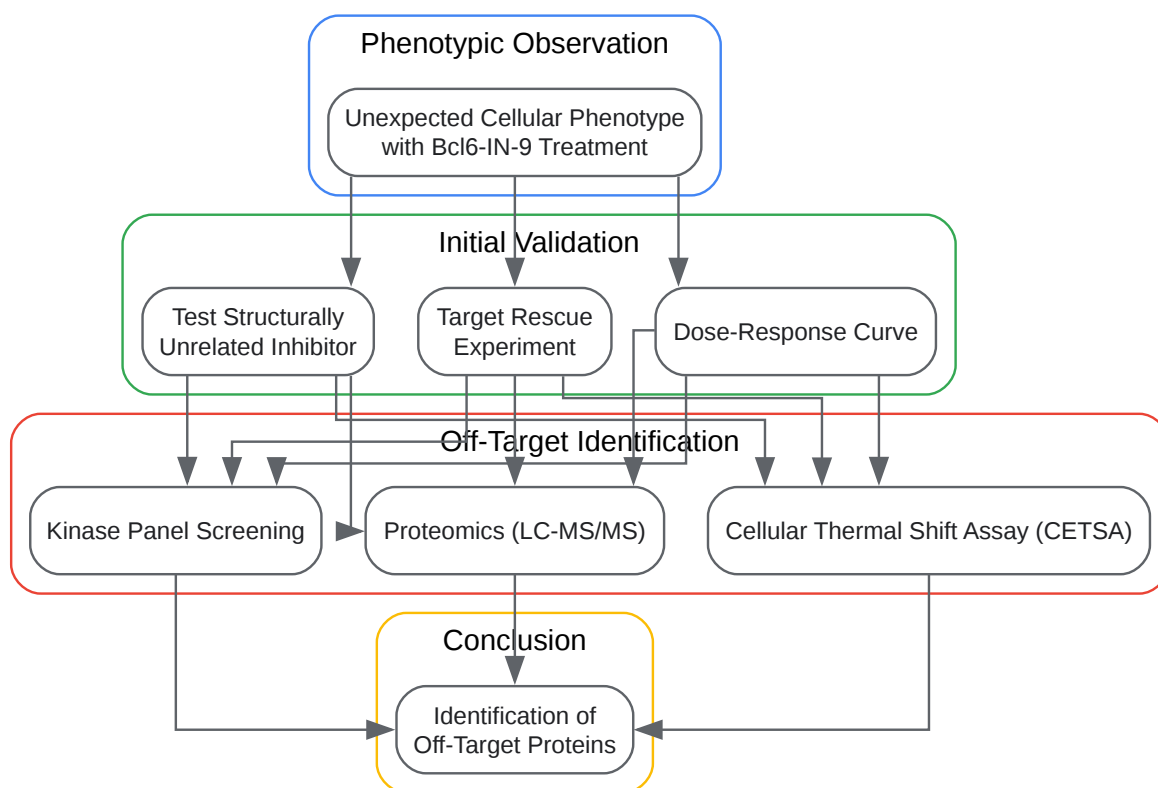 Phenotypic Observation
Unexpected Cellular Phenotype
with Bcl6-IN-9 Treatment
Initial Validation
Test Structurally
Unrelated Inhibitor
Target Rescue
Experiment
Dose-Response Curve
Off-Target Identification
Kinase Panel Screening
Proteomics (LC-MS/MS)
Cellular Thermal Shift Assay (CETSA)
Conclusion
Identification of
Off-Target Proteins